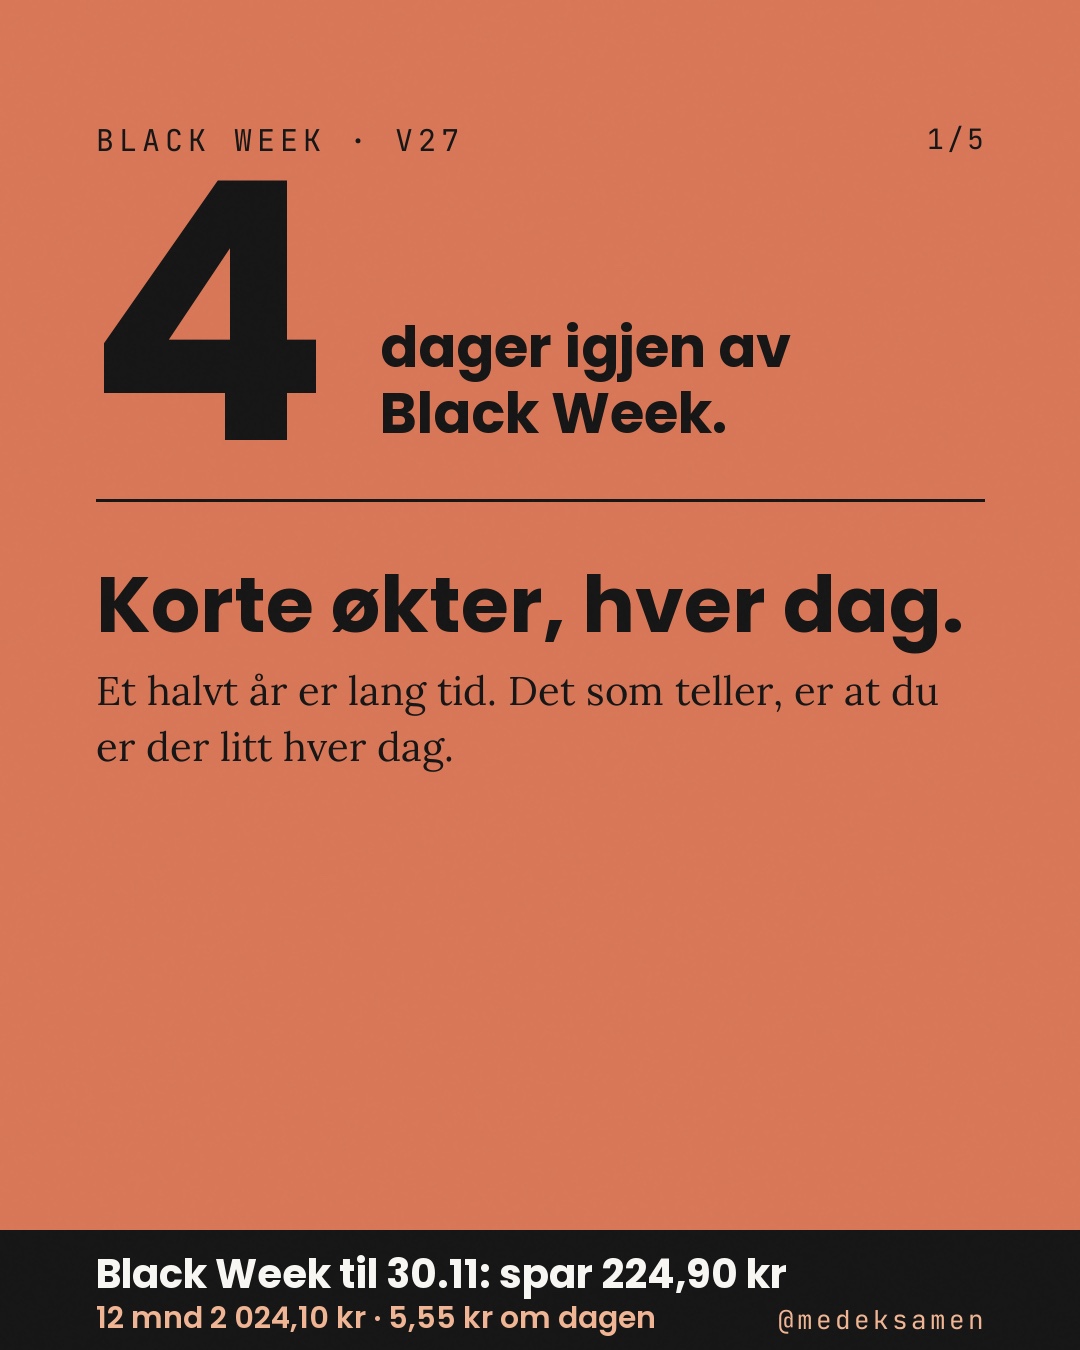 BLACK WEEK · V27
1/5
4
dager igjen av
Black Week.
Korte økter, hver dag.
Et halvt år er lang tid. Det som teller, er at du
er der litt hver dag.
Black Week til 30.11: spar 224,90 kr
12 mnd 2 024,10 kr · 5,55 kr om dagen
@medeksamen